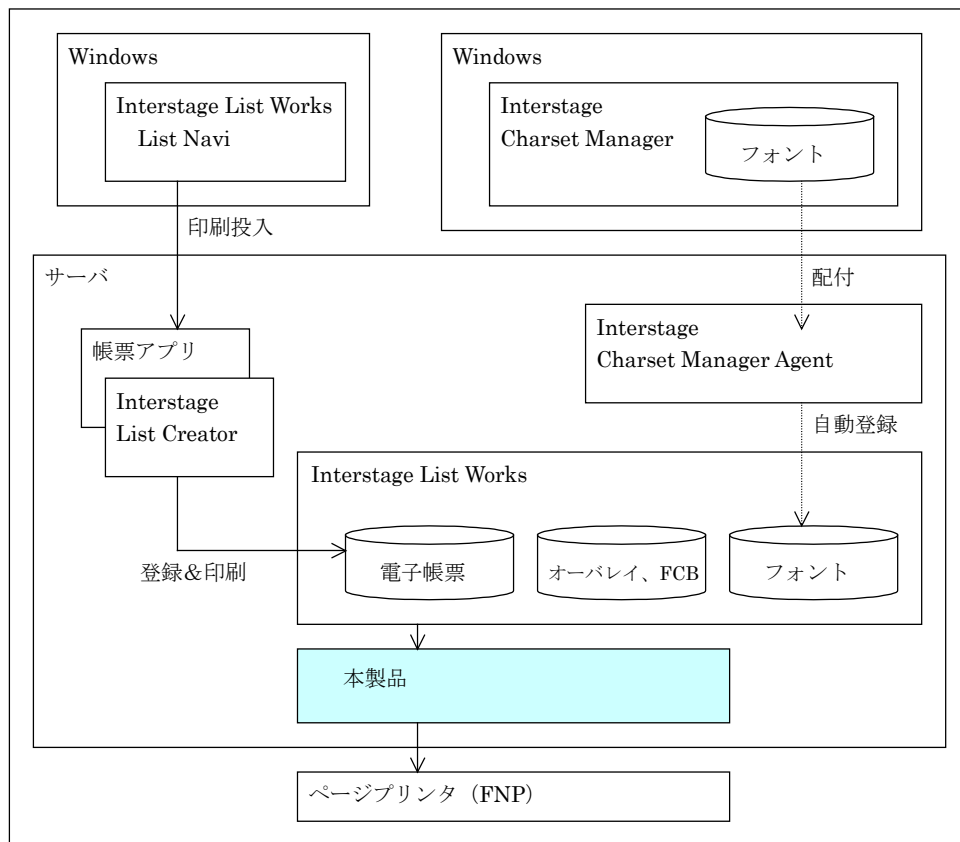 Windows
Interstage List Works
List Navi
印刷投入
Windows
Interstage
Charset Manager
フォント
配付
サーバ
帳票アプリ
Interstage
List Creator
Interstage
Charset Manager Agent
自動登録
登録＆印刷
Interstage List Works
電子帳票
オーバレイ、FCB
フォント
本製品
ページプリンタ（FNP）